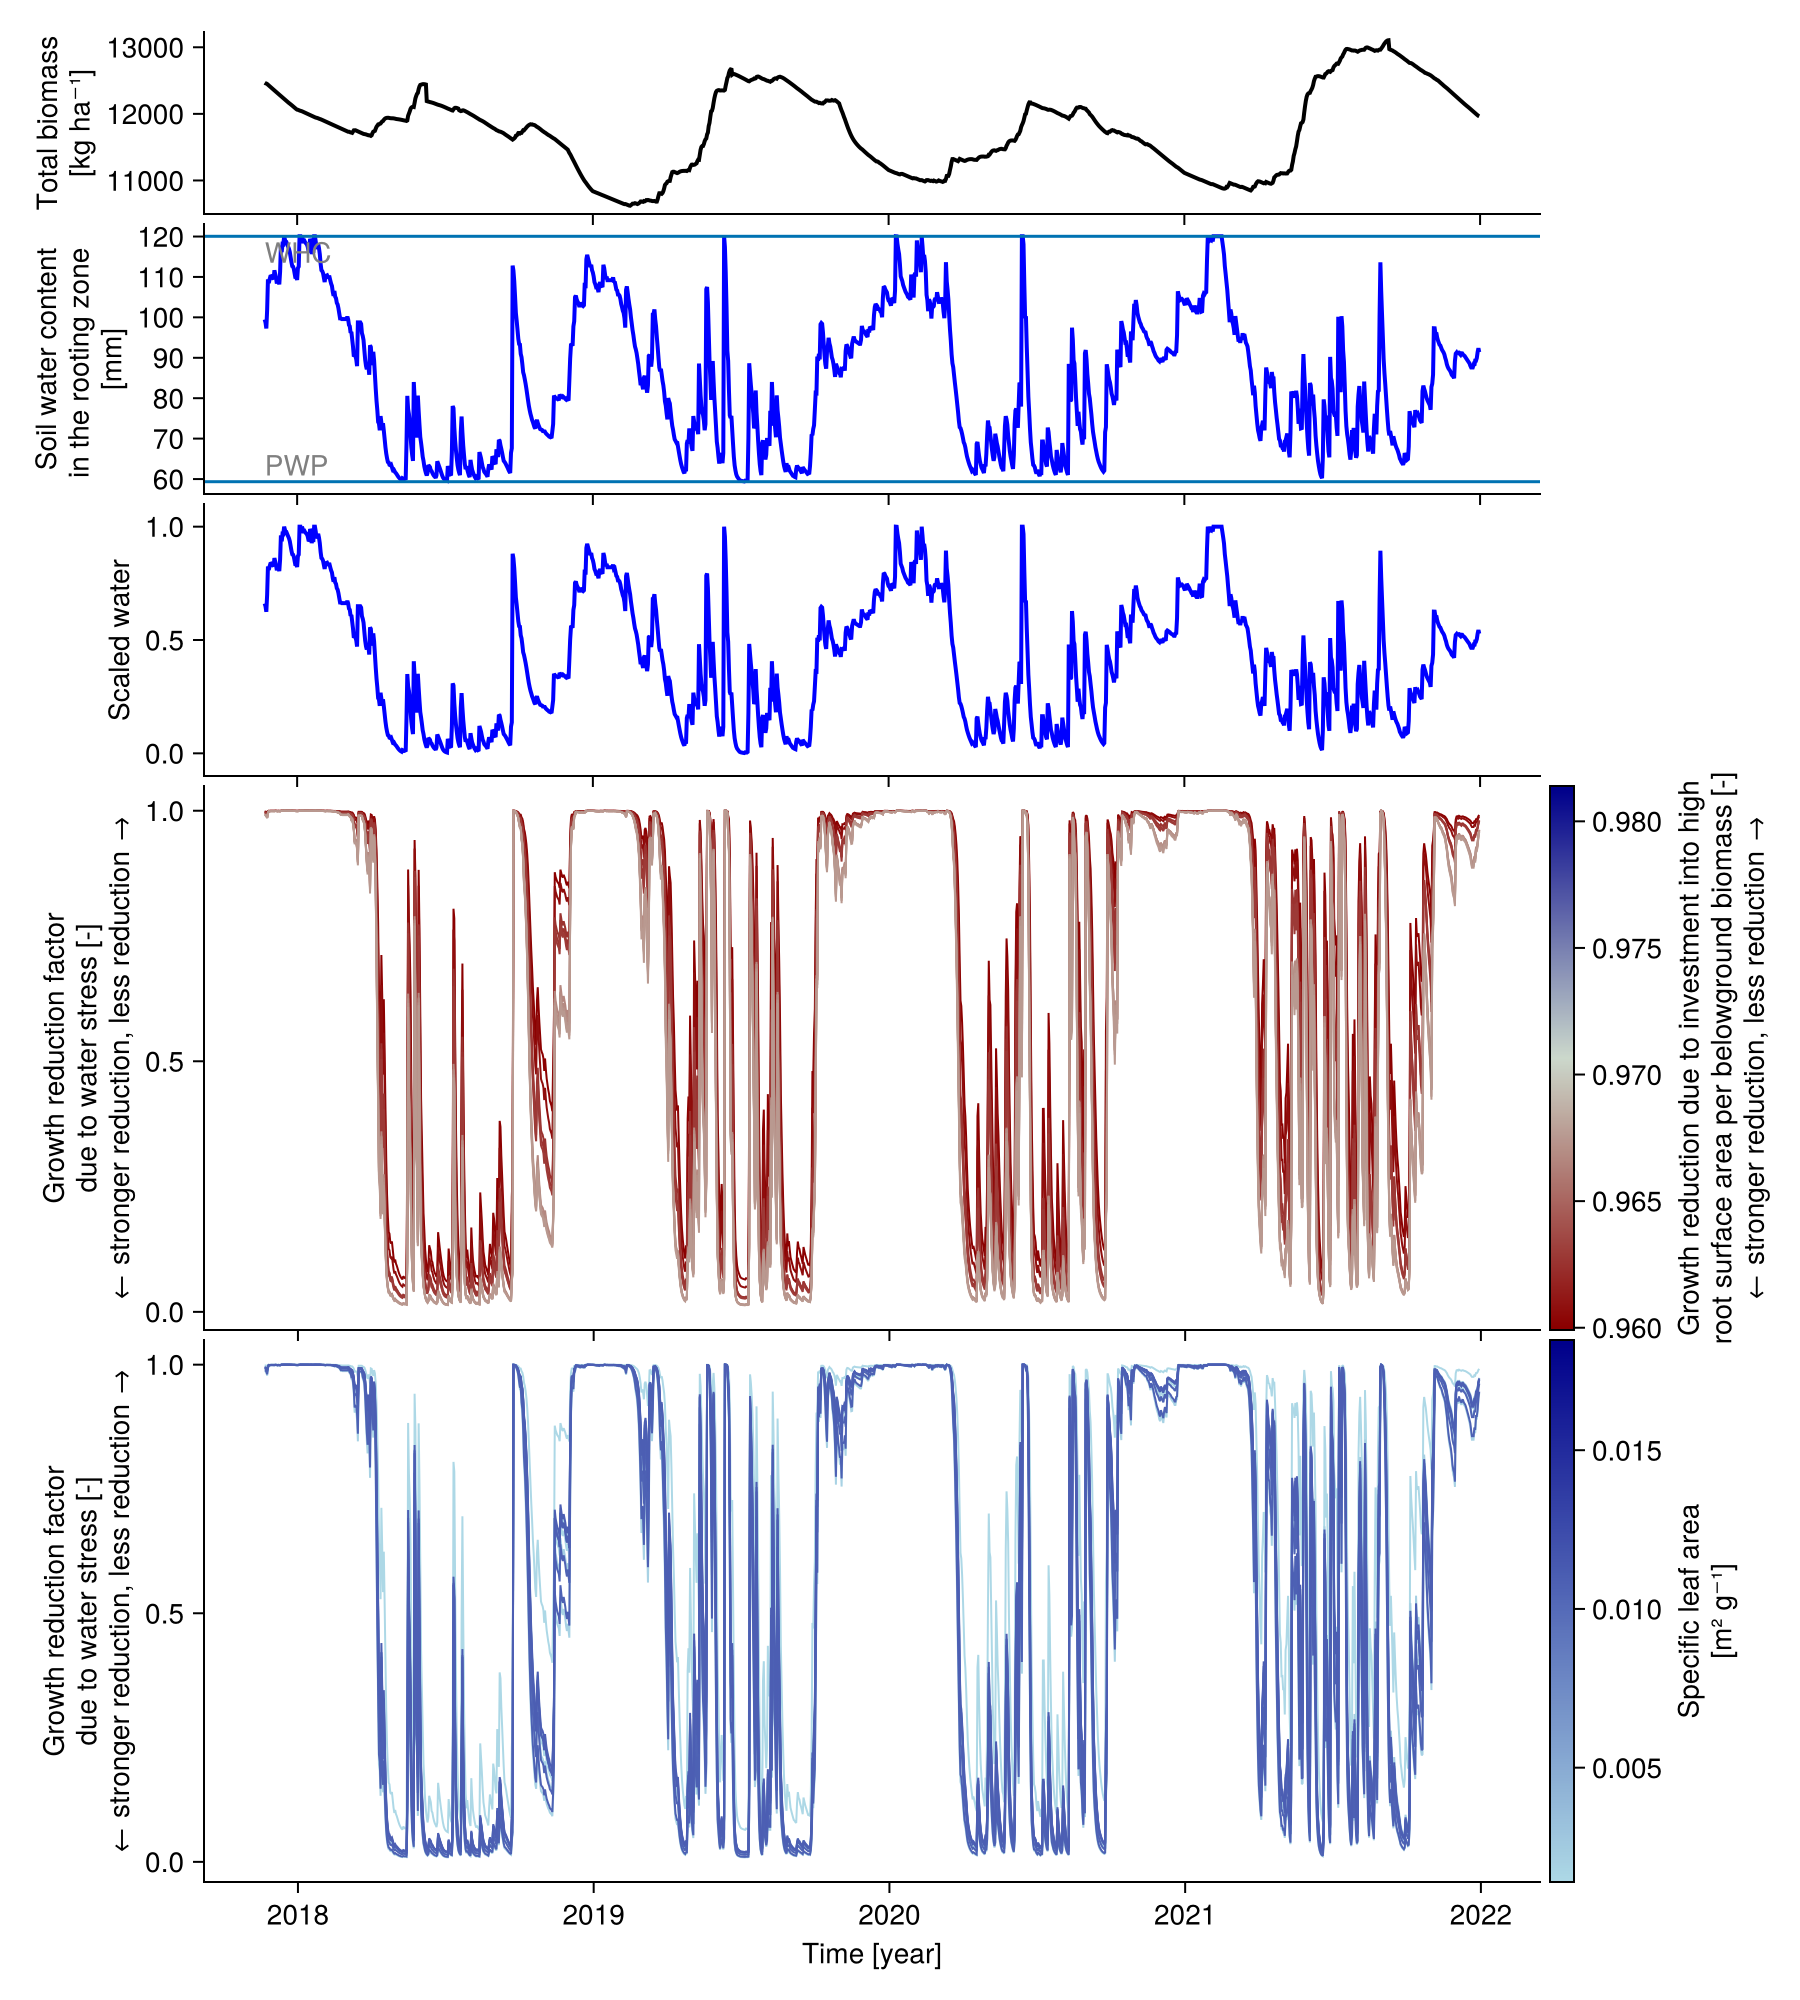 Total biomass
[kg ha⁻¹]
13000
12000
11000
Soil water content
in the rooting zone
[mm]
120
110
100
90
80
70
60
WHC
PWP
Scaled water
1.0
0.5
0.0
Growth reduction factor
due to water stress [-]
← stronger reduction, less reduction →
1.0
0.5
0.0
0.980
0.975
0.970
0.965
0.960
Growth reduction due to investment into high
root surface area per belowground biomass [-]
← stronger reduction, less reduction →
Growth reduction factor
due to water stress [-]
← stronger reduction, less reduction →
1.0
0.5
0.0
0.015
0.010
0.005
Specific leaf area
[m² g⁻¹]
2018
2019
2020
2021
2022
Time [year]